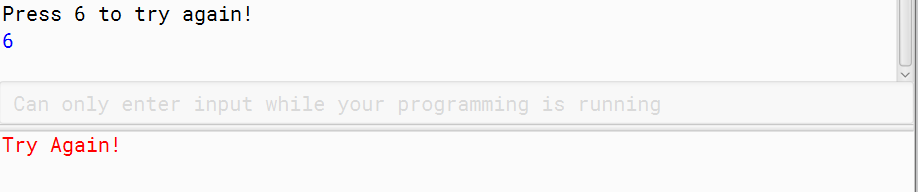 Press 6 to try again!
6
Can only enter input while your programming is running
Try Again!